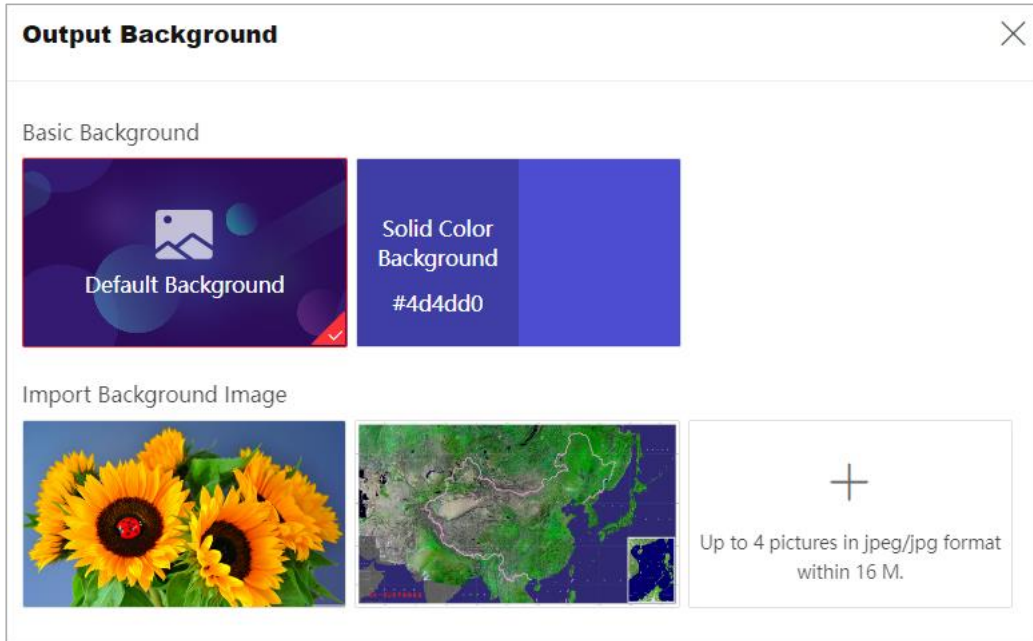 Output Background
Basic Background
Default Background
Solid Color
Background
#4d4dd0
Import Background Image
Up to 4 pictures in jpeg/jpg format
within 16 M.